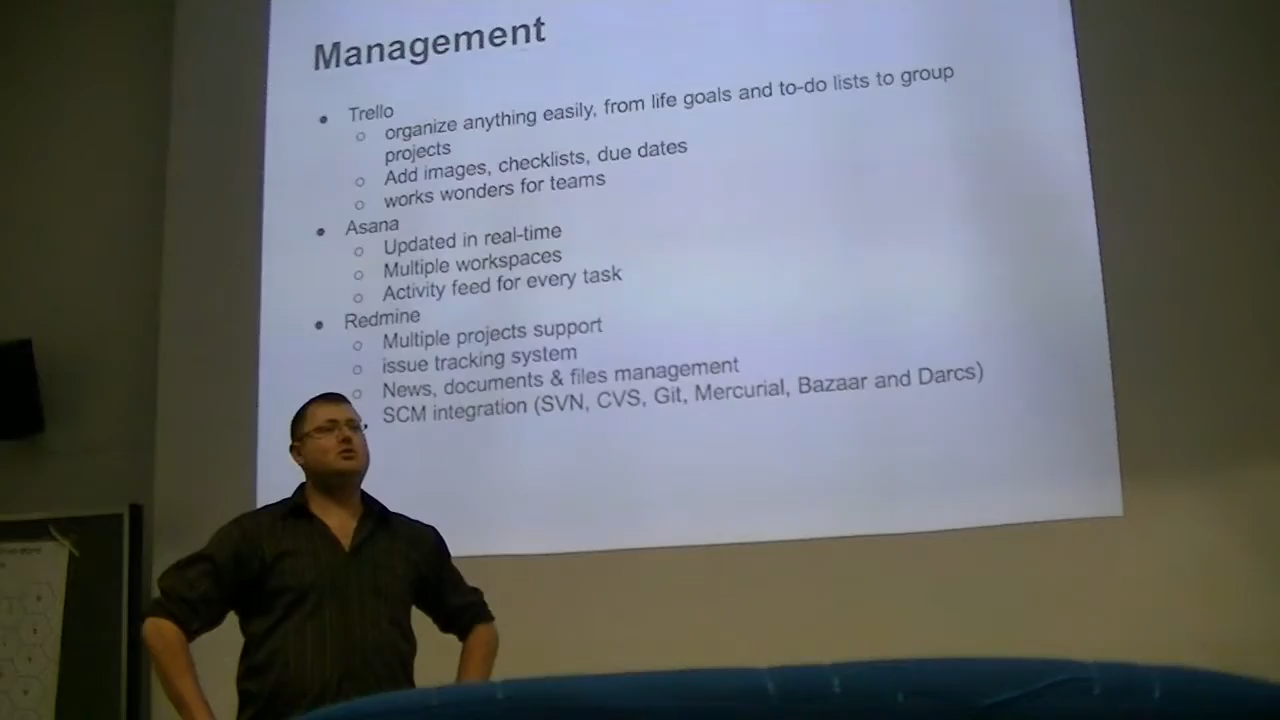 Management
● Trello
○ organize anything easily, from life goals and to-do lists to group
projects
○ Add images, checklists, due dates
○ works wonders for teams
● Asana
○ Updated in real-time
○ Multiple workspaces
○ Activity feed for every task
● Redmine
○ Multiple projects support
○ issue tracking system
○ News, documents & files management
SCM integration (SVN, CVS, Git, Mercurial, Bazaar and Darcs)